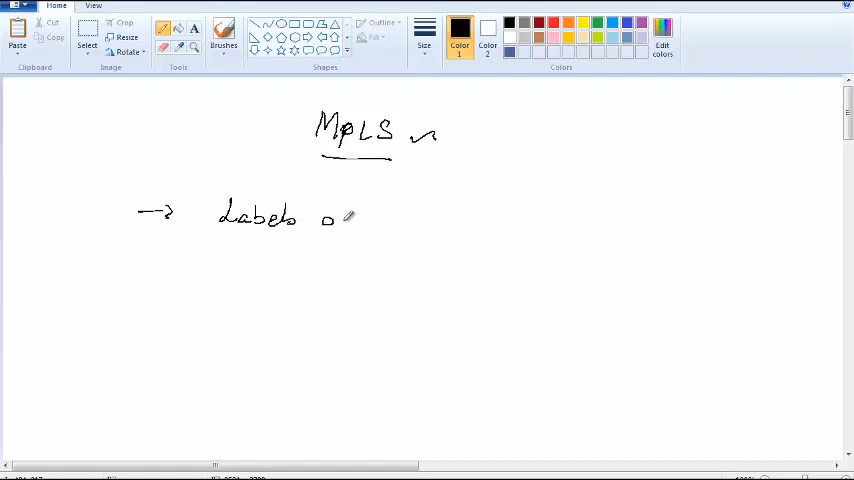 Home View
Cut
Copy
Paste
Clipboard
Select
Crop
Resize
Rotate
Image
A
Tools
Brushes
Shapes
Outline
Fill
Size
Color 1
Color 2
Edit colors
Colors
MpLS
→ Labels o